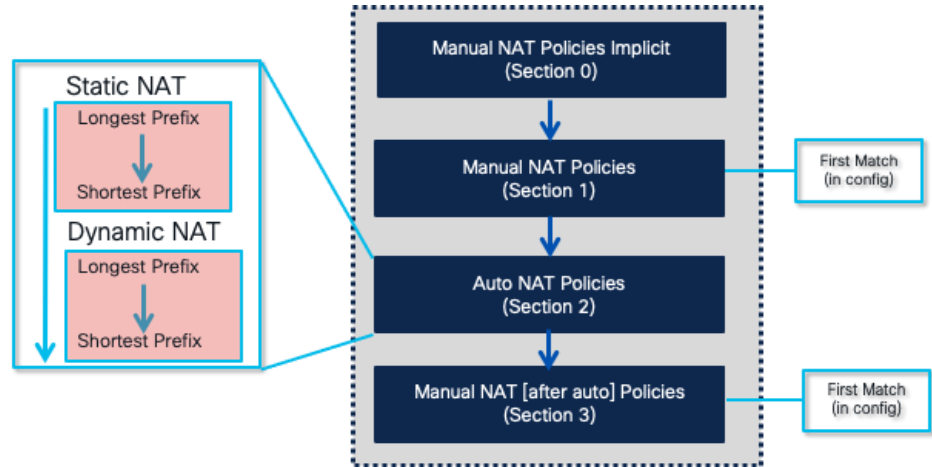 Static NAT
Longest Prefix
Shortest Prefix
Dynamic NAT
Longest Prefix
Shortest Prefix
Manual NAT Policies Implicit
(Section 0)
Manual NAT Policies
(Section 1)
First Match
(in config)
Auto NAT Policies
(Section 2)
Manual NAT [after auto] Policies
(Section 3)
First Match
(in config)